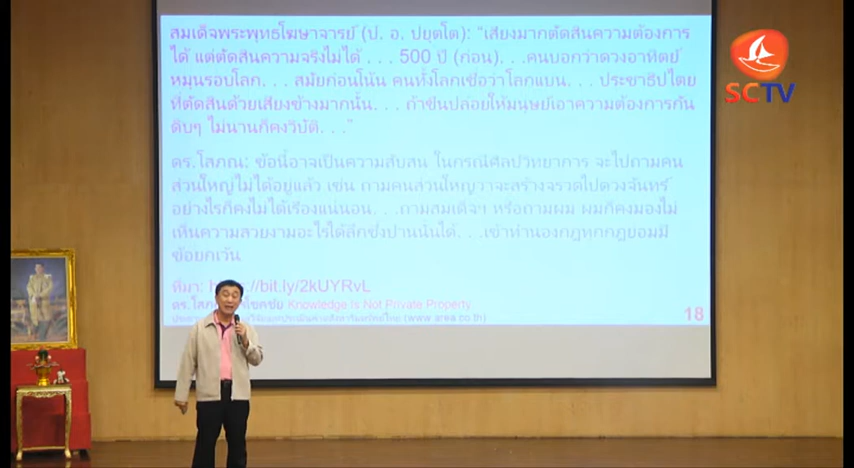 สมเด็จพระพุทธโฆษาจารย์ (ป. อ. ปยุตโต): “เสียงมากตัดสินความต้องการ
ได้ แต่ตัดสินความจริงไม่ได้ . . . 500 ปี (ก่อน). . .คนบอกว่าดวงอาทิตย์
หมุนรอบโลก. . . สมัยก่อนโน้น คนทั้งโลกเชื่อว่าโลกแบน. . . ประชาธิปไตย
ที่ตัดสินด้วยเสียงข้างมากนั้น. . . ถ้าขืนปล่อยให้มนุษย์เอาความต้องการกัน
ดิบๆ ไม่นานก็คงวิบัติ. . .”
ดร.โสภณ: ข้อนี้อาจเป็นความสับสน ในกรณีศิลปวิทยาการ จะไปถามคน
ส่วนใหญ่ไม่ได้อยู่แล้ว เช่น ถามคนส่วนใหญ่ว่าจะสร้างจรวดไปดวงจันทร์
อย่างไรก็คงไม่ได้เรื่องแน่นอน. . .ถามสมเด็จฯ หรือถามผม ผมก็คงมองไม่
เห็นความสวยงามอะไรได้ลึกซึ้งปานนั้นได้. . .เข้าทำนองกฎทุกกฎย่อมมี
ข้อยกเว้น
ที่มา: //bit.ly/2kUYRvL
ดร.โสภ โชคชัย Knowledge Is Not Private Property
(www.area.co.th)
18
SCTV